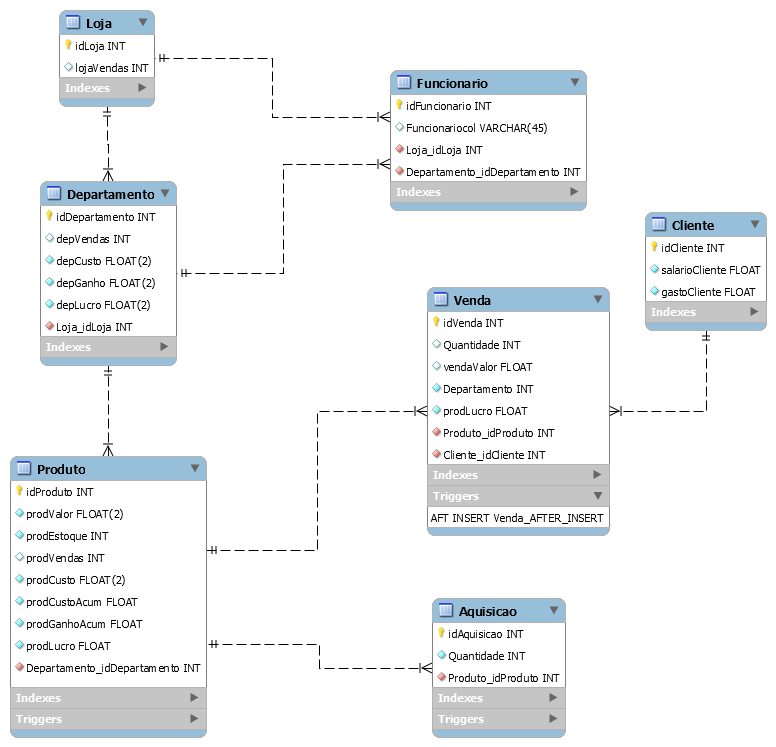 Loja
idLoja INT
lojaVendas INT
Indexes
Funcionario
idFuncionario INT
Funcionariocol VARCHAR(45)
Loja_idLoja INT
Departamento_idDepartamento INT
Indexes
Departamento
idDepartamento INT
depVendas INT
depCusto FLOAT(2)
depGanho FLOAT(2)
depLucro FLOAT(2)
Loja_idLoja INT
Indexes
Cliente
idCliente INT
salarioCliente FLOAT
gastoCliente FLOAT
Indexes
Venda
idVenda INT
Quantidade INT
vendaValor FLOAT
Departamento INT
prodLucro FLOAT
Produto_idProduto INT
Cliente_idCliente INT
Indexes
Triggers
AFT INSERT Venda_AFTER_INSERT
Produto
idProduto INT
prodValor FLOAT(2)
prodEstoque INT
prodVendas INT
prodCusto FLOAT(2)
prodCustoAcum FLOAT
prodGanhoAcum FLOAT
prodLucro FLOAT
Departamento_idDepartamento INT
Indexes
Triggers
Aquisicao
idAquisicao INT
Quantidade INT
Produto_idProduto INT
Indexes
Triggers